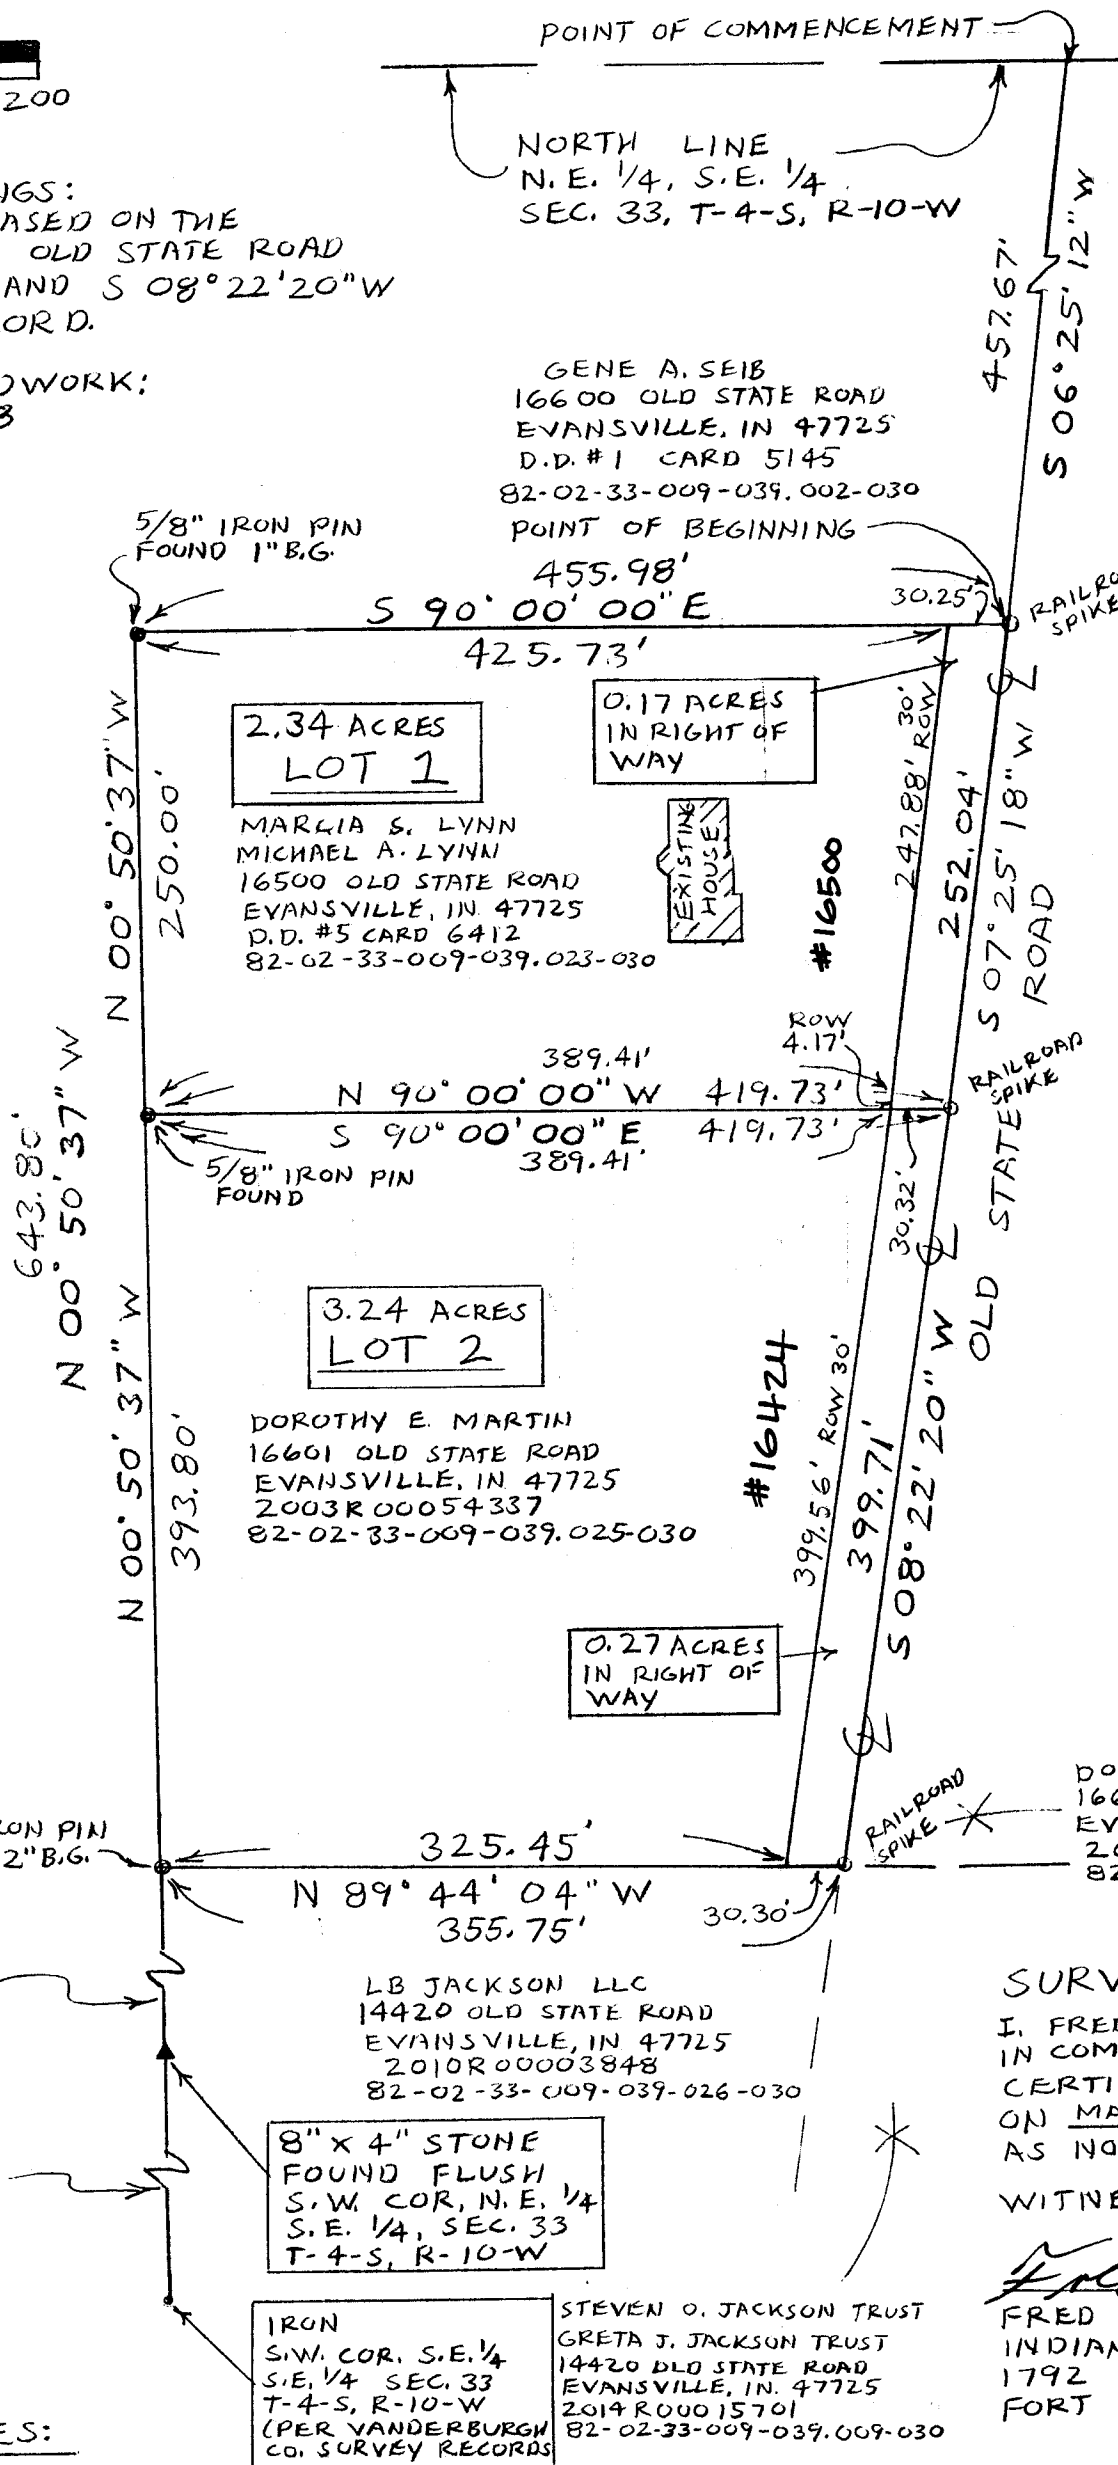 POINT OF COMMENCEMENT
200
NORTH LINE
N.E. 1/4, S.E. 1/4
SEC. 33, T-4-S, R-10-W
NGS:
ASED ON THE
OLD STATE ROAD
AND S 08°22'20"W
OR D.
WORK:
457.67'
S 06°25'12"W
GENE A. SEIB
16600 OLD STATE ROAD
EVANSVILLE, IN 47725
D.D. #1 CARD 5145
82-02-33-009-039.002-030
5/8" IRON PIN
FOUND 1" B.G.
POINT OF BEGINNING
455.98'
S 90°00'00"E
425.73'
30.25'
RAILRO
SPIKE
N 00°50'37"W
250.00'
2.34 ACRES
LOT 1
0.17 ACRES
IN RIGHT OF
WAY
MARCIA S. LYNN
MICHAEL A. LYNN
16500 OLD STATE ROAD
EVANSVILLE, IN. 47725
D.D. #5 CARD 6412
82-02-33-009-039.023-030
EXISTING
HOUSE
#16500
30'
247.88' ROW
252.04'
S 07°25'18"W
OLD STATE ROAD
ROW
4.17'
RAILROAD
SPIKE
389.41'
N 90°00'00"W 419.73'
S 90°00'00"E 419.73'
389.41'
5/8" IRON PIN
FOUND
30.32'
643.80'
N 00°50'37"W
N 00°50'37"W
393.80'
3.24 ACRES
LOT 2
DOROTHY E. MARTIN
16601 OLD STATE ROAD
EVANSVILLE, IN. 47725
2003R00054337
82-02-33-009-039.025-030
#16424
399.56' ROW 30'
399.71'
S 08°22'20"W
0.27 ACRES
IN RIGHT OF
WAY
RON PIN
2" B.G.
325.45'
N 89°44'04"W
355.75'
30.30'
RAILROAD
SPIKE
DO
166
EV
20
82
LB JACKSON LLC
14420 OLD STATE ROAD
EVANSVILLE, IN 47725
2010R00003848
82-02-33-009-039-026-030
8" X 4" STONE
FOUND FLUSH
S.W. COR, N.E. 1/4
S.E. 1/4, SEC. 33
T-4-S, R-10-W
IRON
S.W. COR. S.E. 1/4
S.E. 1/4 SEC. 33
T-4-S, R-10-W
(PER VANDERBURGH
CO. SURVEY RECORDS
STEVEN O. JACKSON TRUST
GRETA J. JACKSON TRUST
14420 OLD STATE ROAD
EVANSVILLE, IN. 47725
2014R00015701
82-02-33-009-039.009-030
SURV
I, FRED
IN COM
CERTI
ON MA
AS NO
WITNE
FRED
INDIAN
1792
FORT
ES: